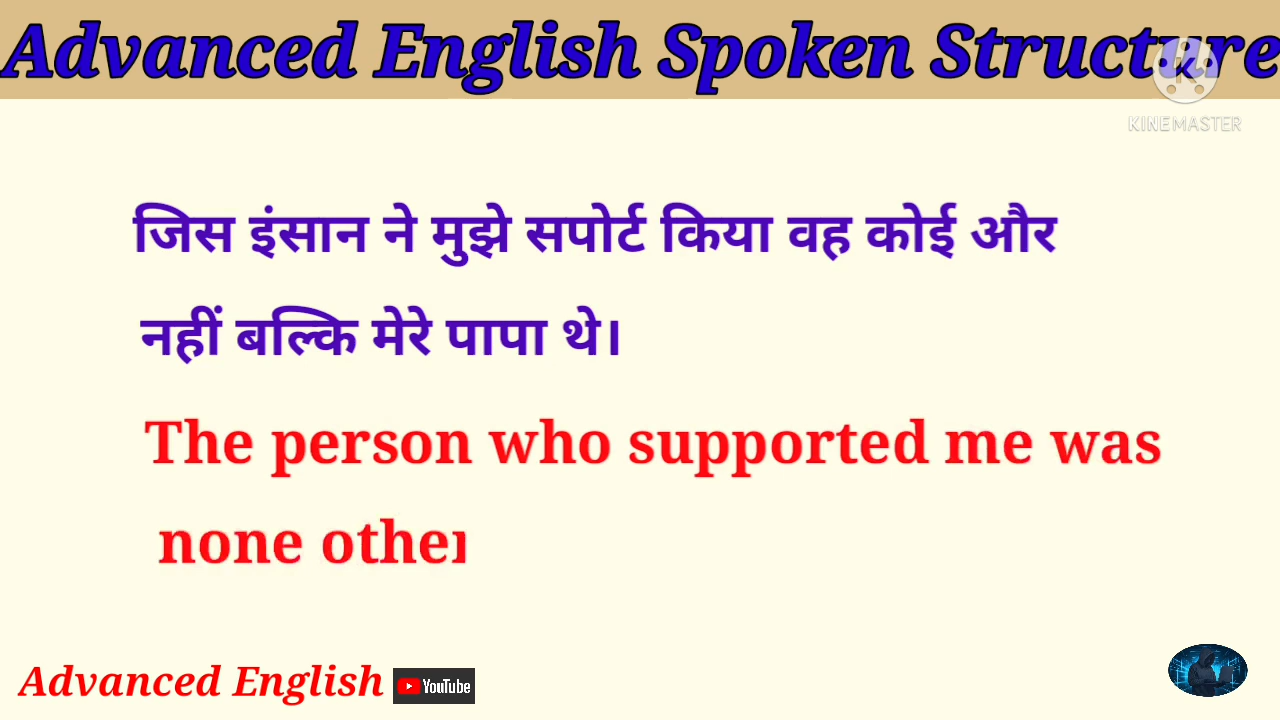 Advanced English Spoken Structure
KINEMASTER
जिस इंसान ने मुझे सपोर्ट किया वह कोई और
नहीं बल्कि मेरे पापा थे।
The person who supported me was
none other
Advanced English YouTube